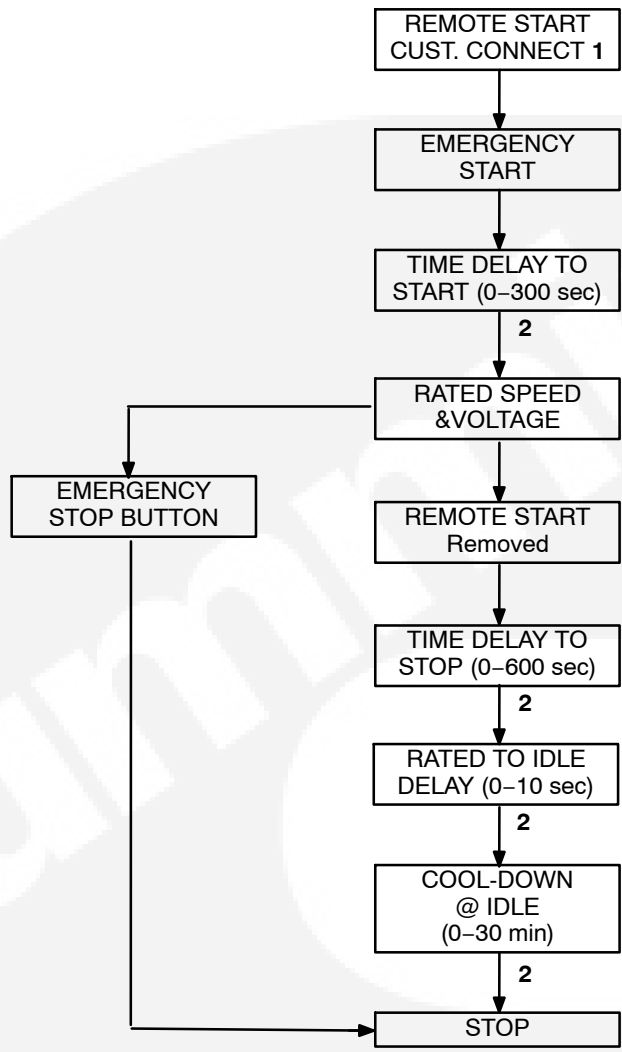 REMOTE START
CUST. CONNECT 1
EMERGENCY
START
TIME DELAY TO
START (0–300 sec)
2
RATED SPEED
&VOLTAGE
EMERGENCY
STOP BUTTON
REMOTE START
Removed
TIME DELAY TO
STOP (0–600 sec)
2
RATED TO IDLE
DELAY (0–10 sec)
2
COOL-DOWN
@ IDLE
(0–30 min)
2
STOP